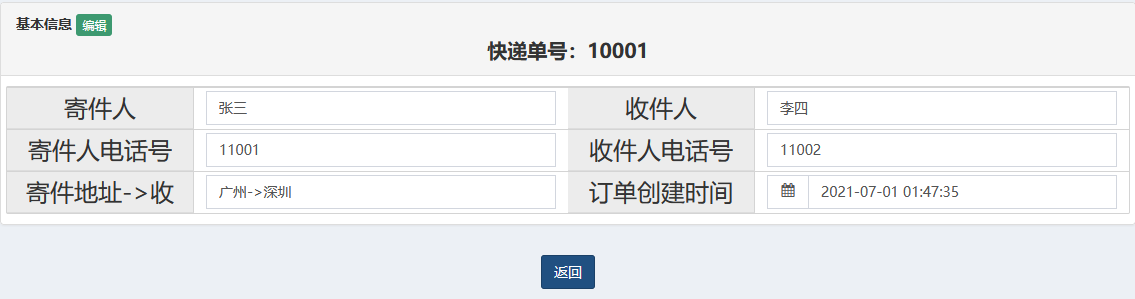 基本信息 编辑
快递单号：10001
寄件人 张三 收件人 李四
寄件人电话号 11001 收件人电话号 11002
寄件地址->收 广州->深圳 订单创建时间 2021-07-01 01:47:35
返回